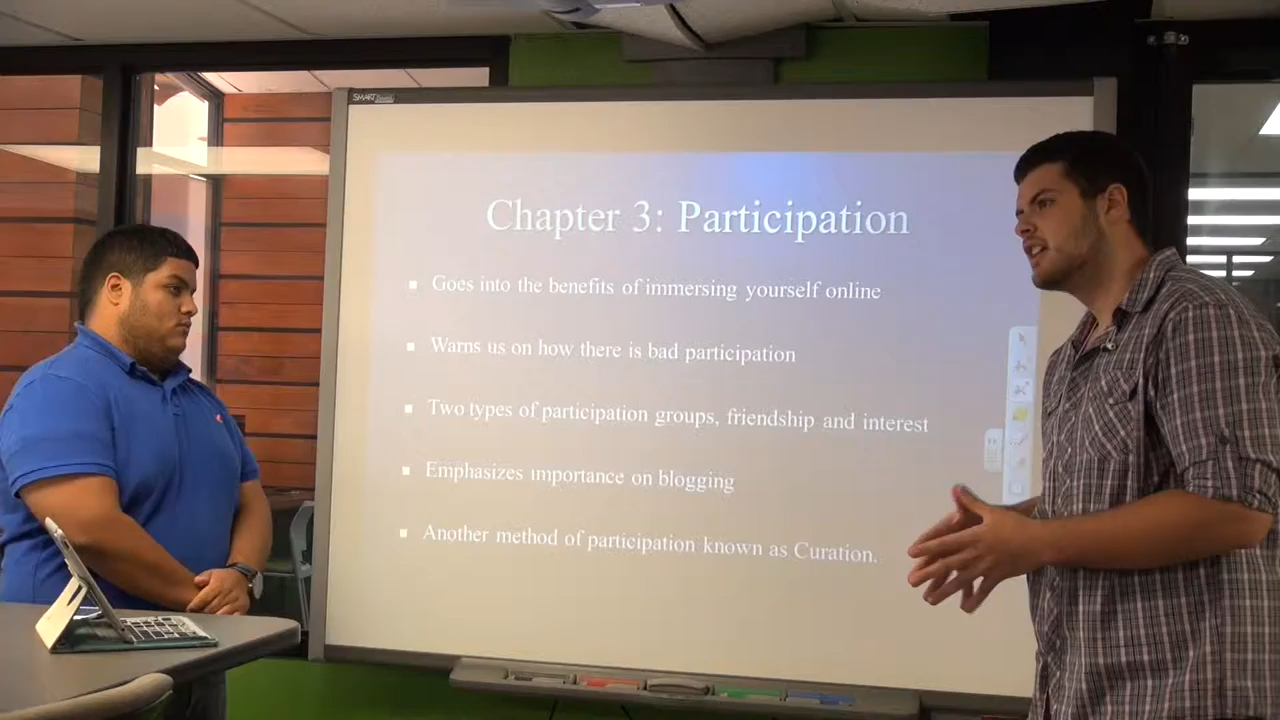 SMART Board
Chapter 3: Participation
Goes into the benefits of immersing yourself online
Warns us on how there is bad participation
Two types of participation groups, friendship and interest
Emphasizes importance on blogging
Another method of participation known as Curation.